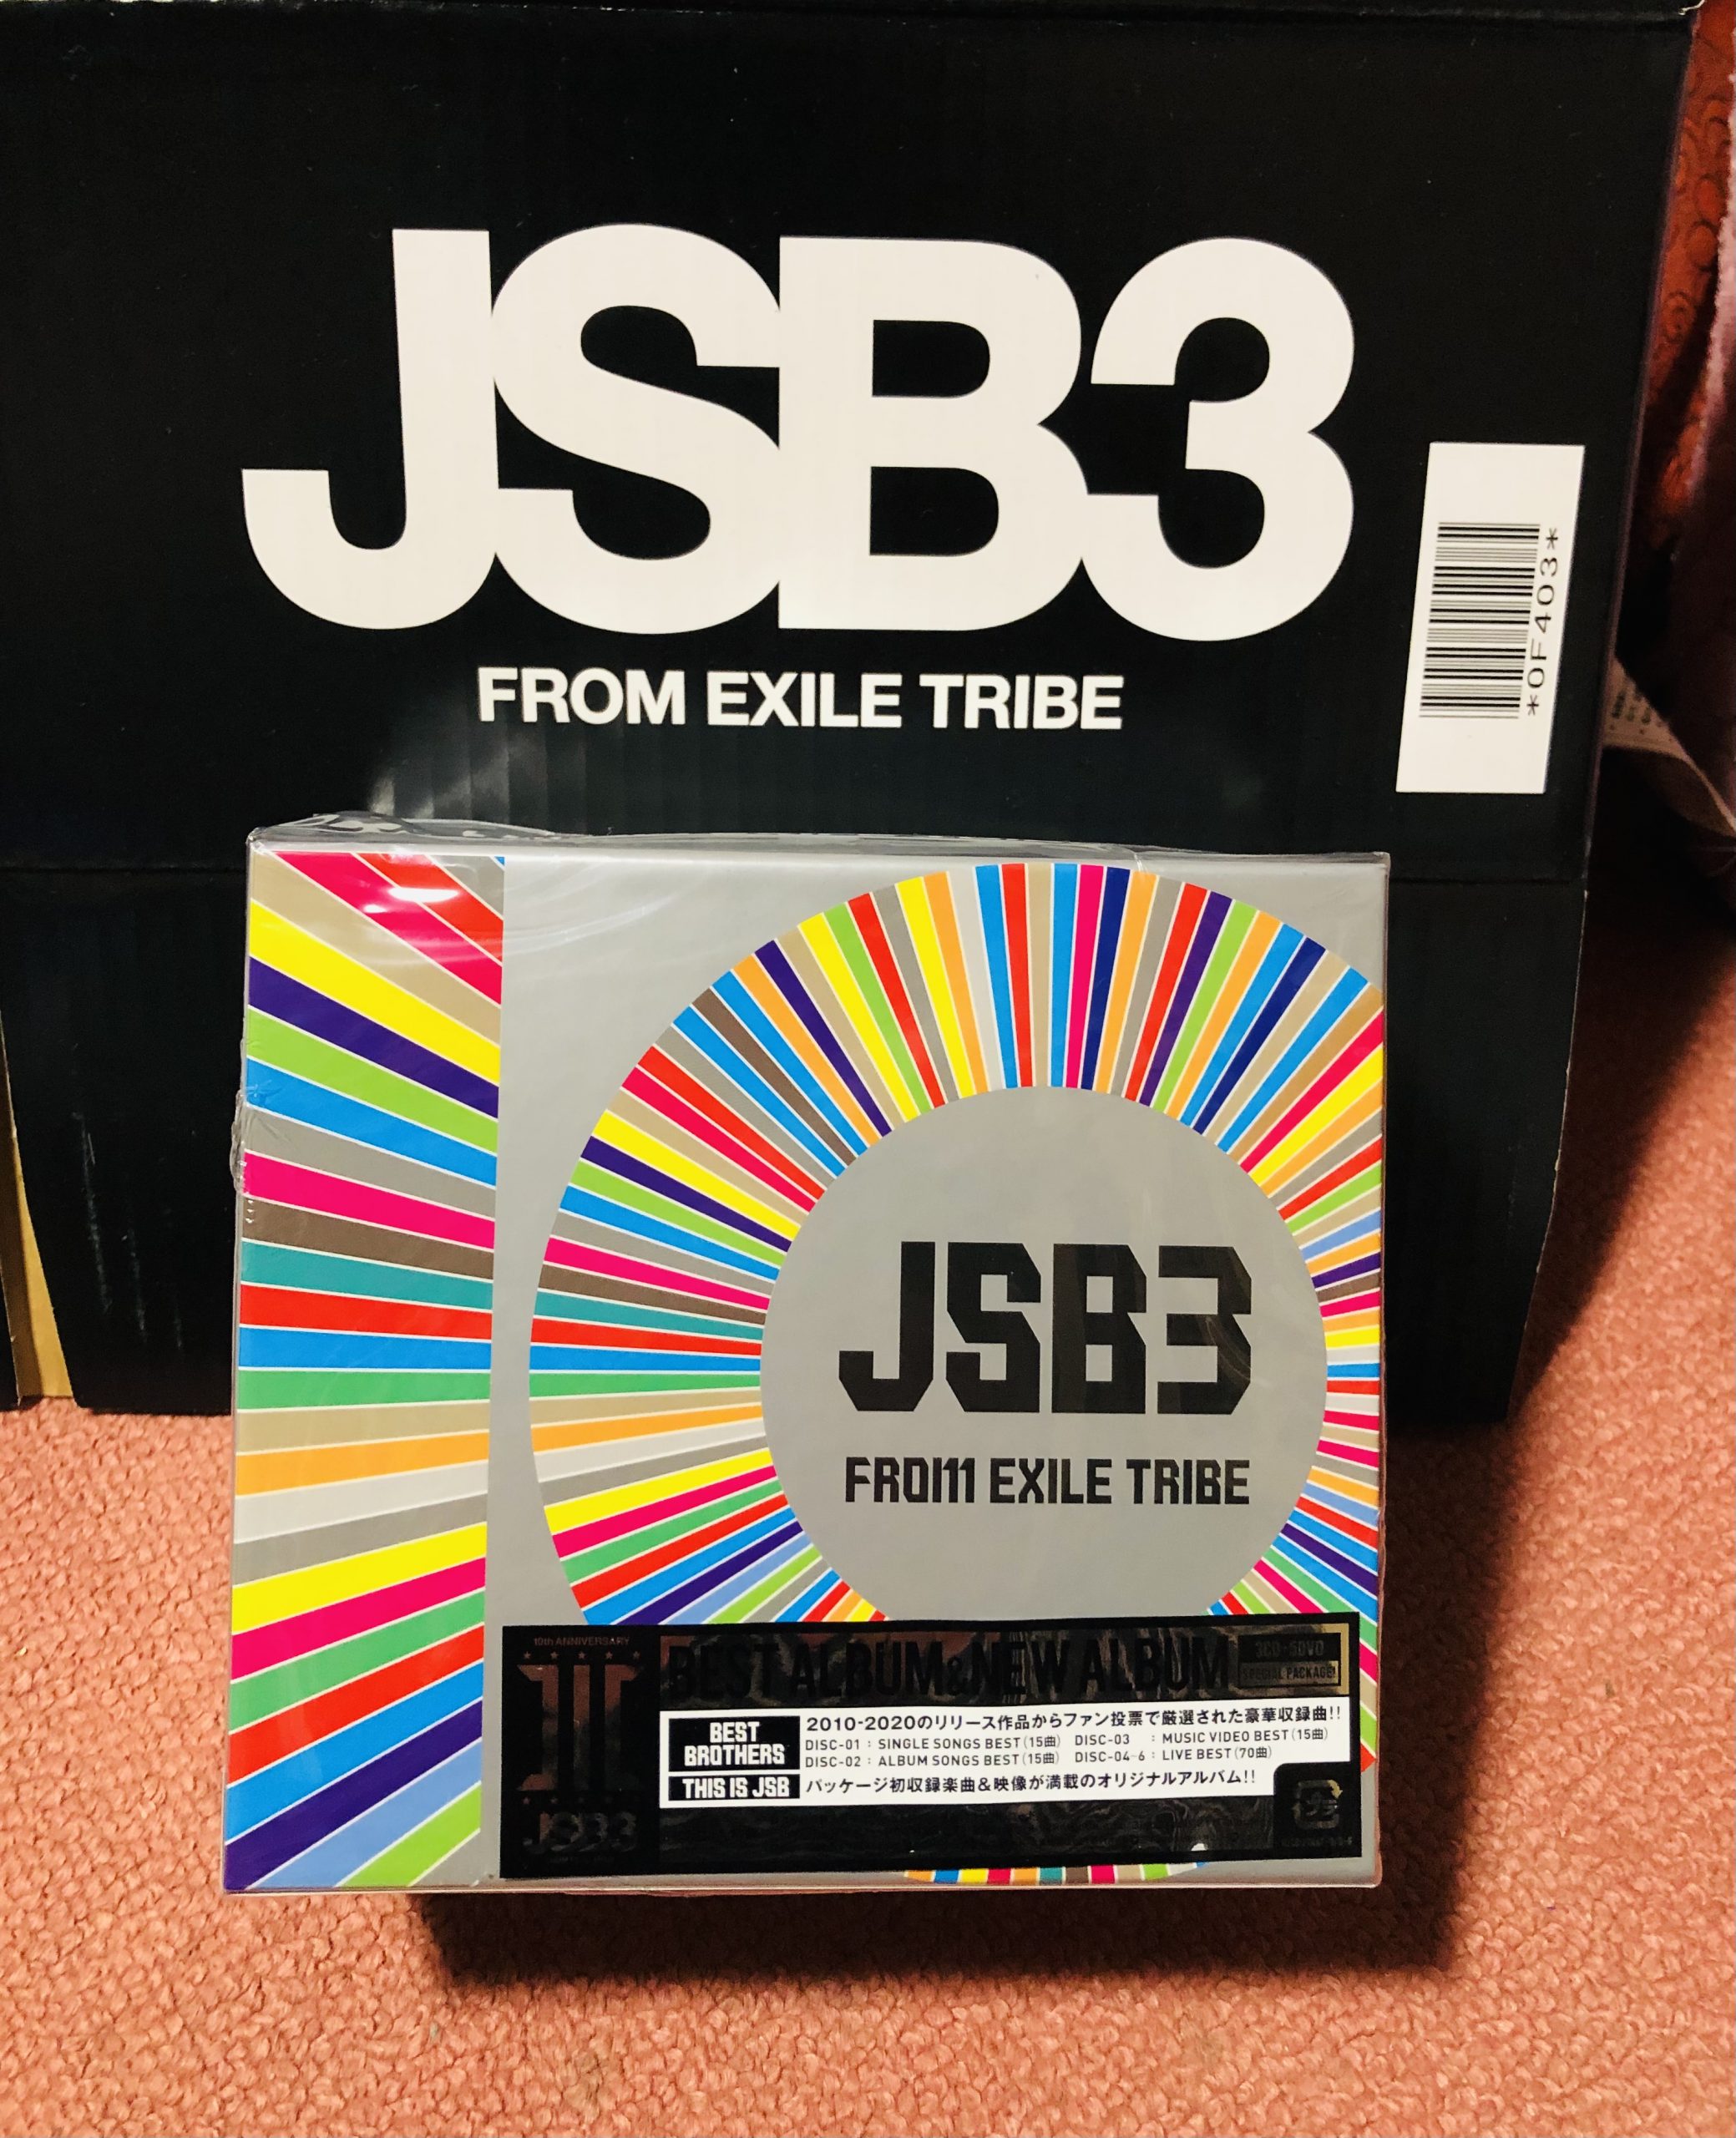 JSB3.
FROM EXILE TRIBE
*0F403*
JSB3
FROM EXILE TRIBE
10th ANNIVERSARY
BEST ALBUM&NEW ALBUM
3CD+5DVD
SPECIAL PACKAGE!
JSB3
BEST BROTHERS
2010-2020のリリース作品からファン投票で厳選された豪華収録曲!!
DISC-01 : SINGLE SONGS BEST(15曲) DISC-03 : MUSIC VIDEO BEST(15曲)
DISC-02 : ALBUM SONGS BEST(15曲) DISC-04-6 : LIVE BEST(70曲)
THIS IS JSB パッケージ初収録楽曲&映像が満載のオリジナルアルバム!!